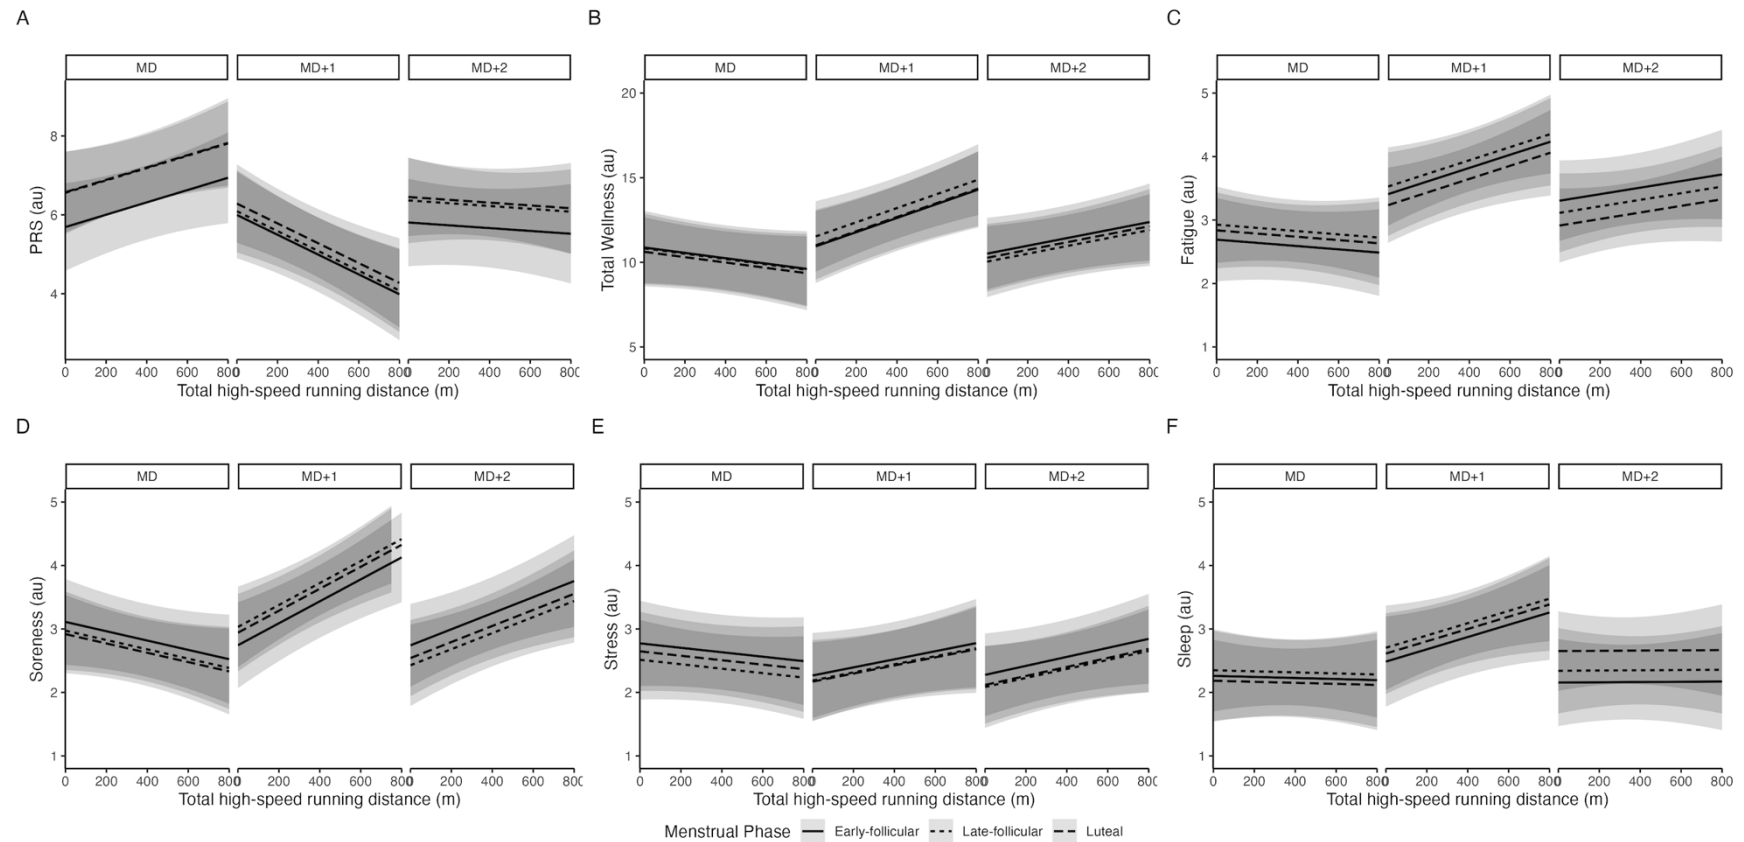 A
B
C
MD
MD+1
MD+2
MD
MD+1
MD+2
MD
MD+1
MD+2
PRS (au)
8
6
4
Total Wellness (au)
20
15
10
5
Fatigue (au)
5
4
3
2
1
0 200 400 600 800 0 200 400 600 800 0 200 400 600 800
0 200 400 600 800 0 200 400 600 800 0 200 400 600 800
0 200 400 600 800 0 200 400 600 800 0 200 400 600 800
Total high-speed running distance (m)
Total high-speed running distance (m)
Total high-speed running distance (m)
D
E
F
MD
MD+1
MD+2
MD
MD+1
MD+2
MD
MD+1
MD+2
Soreness (au)
5
4
3
2
1
Stress (au)
5
4
3
2
1
Sleep (au)
5
4
3
2
1
0 200 400 600 800 0 200 400 600 800 0 200 400 600 800
0 200 400 600 800 0 200 400 600 800 0 200 400 600 800
0 200 400 600 800 0 200 400 600 800 0 200 400 600 800
Total high-speed running distance (m)
Total high-speed running distance (m)
Total high-speed running distance (m)
Menstrual Phase Early-follicular Late-follicular Luteal